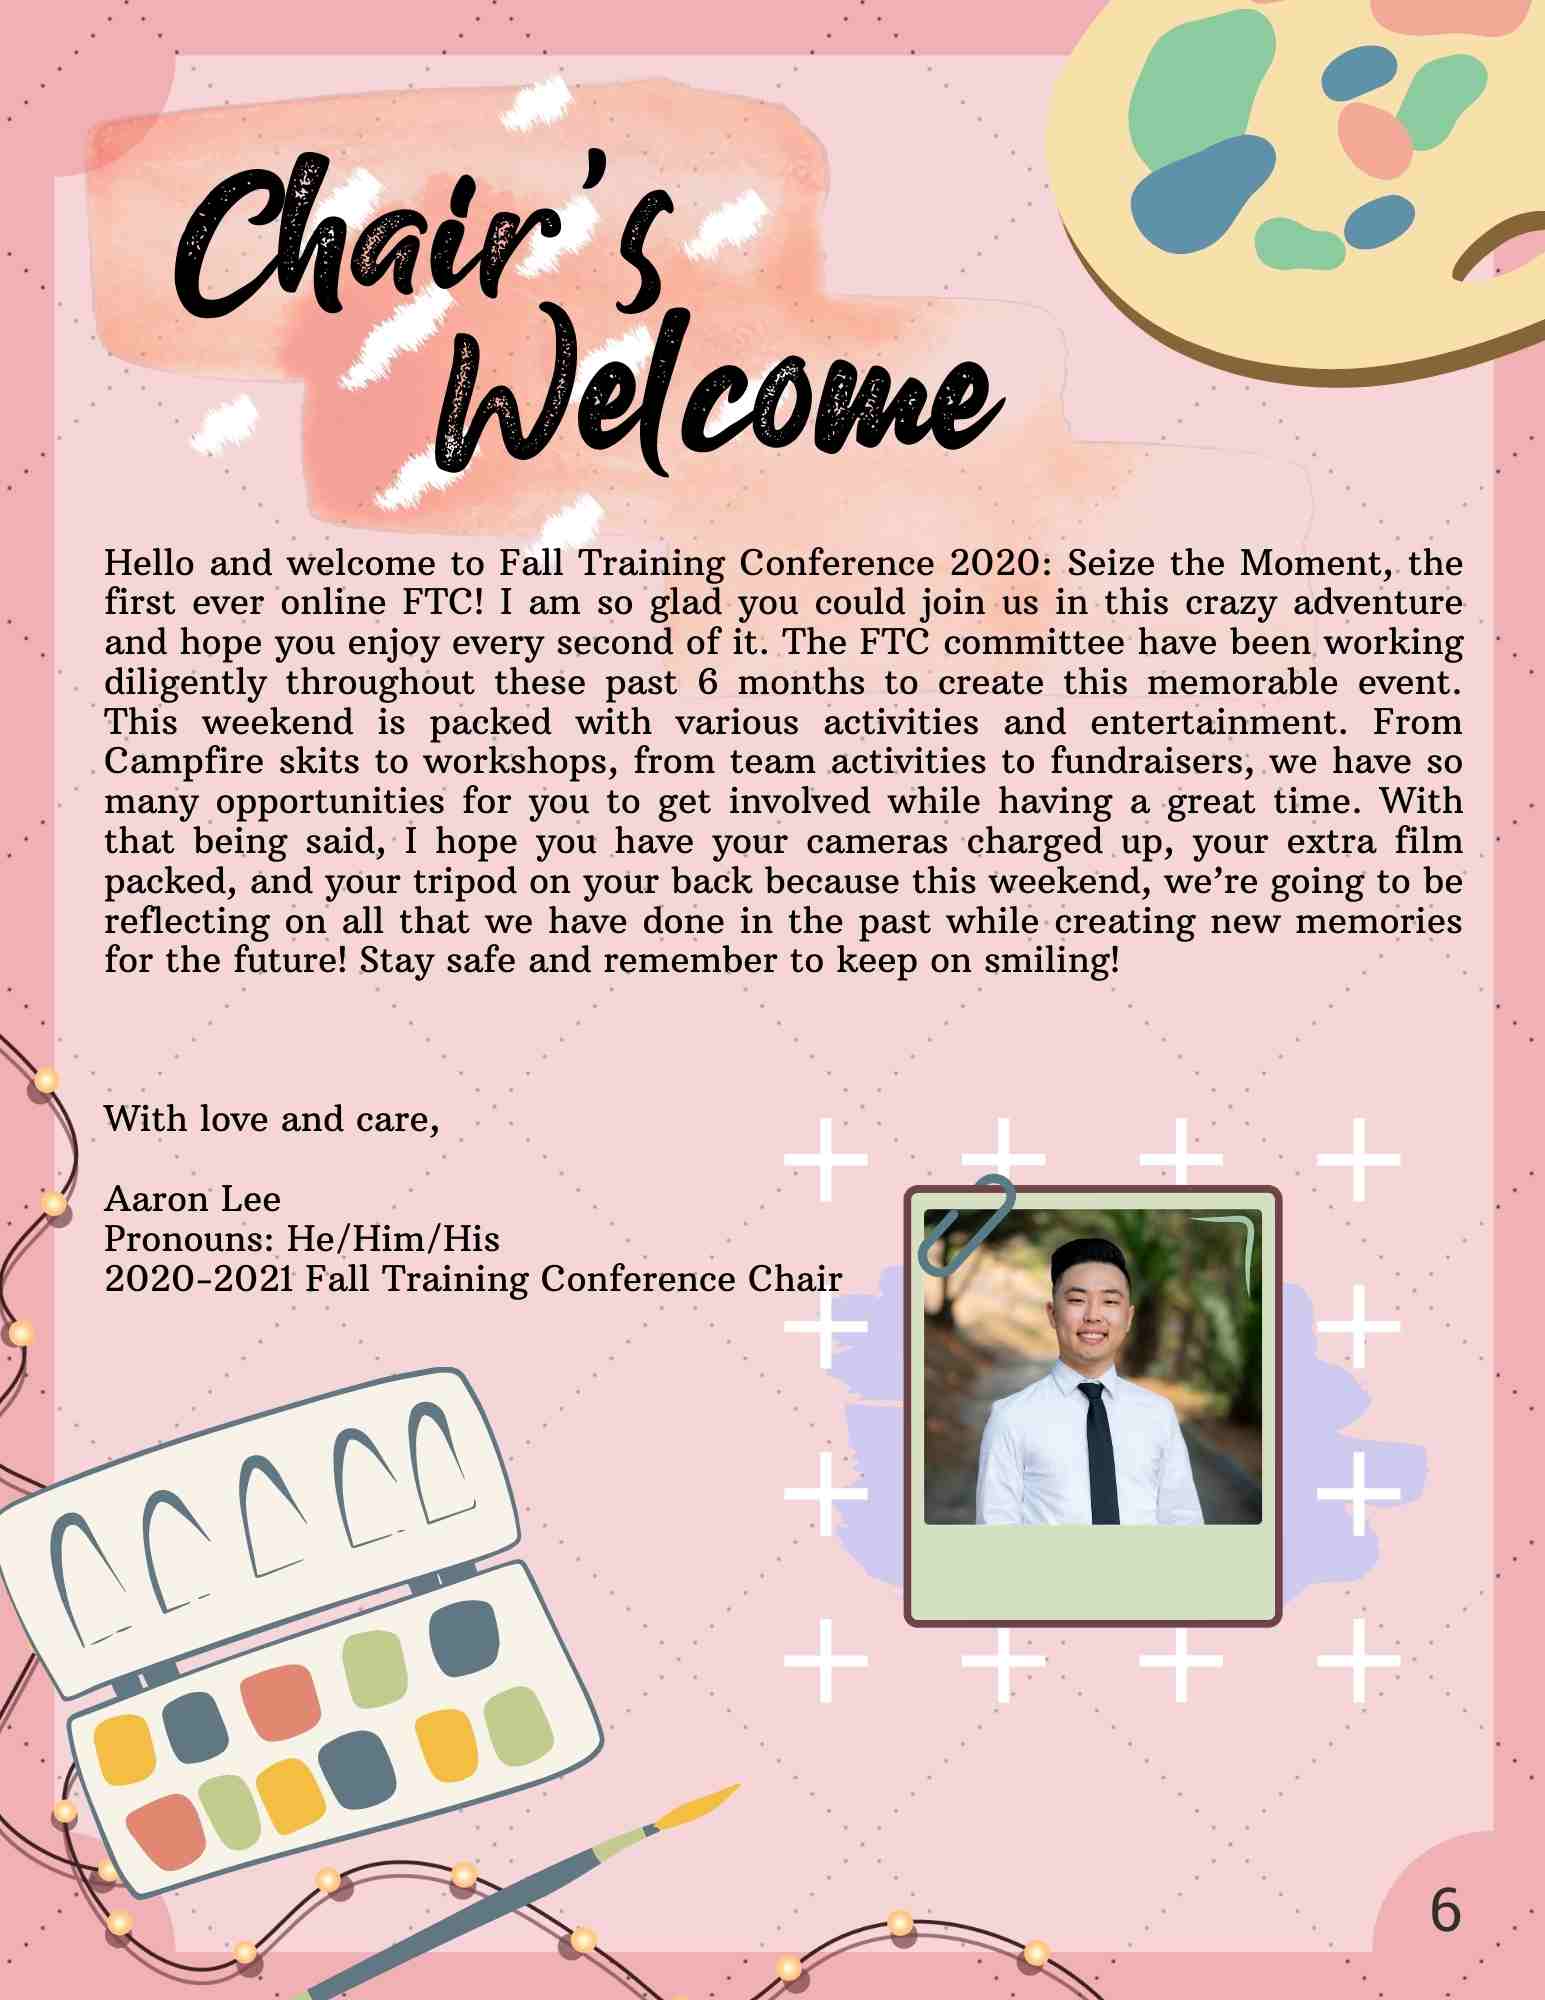 Chair's
Welcome
Hello and welcome to Fall Training Conference 2020: Seize the Moment, the
first ever online FTC! I am so glad you could join us in this crazy adventure
and hope you enjoy every second of it. The FTC committee have been working
diligently throughout these past 6 months to create this memorable event.
This weekend is packed with various activities and entertainment. From
Campfire skits to workshops, from team activities to fundraisers, we have so
many opportunities for you to get involved while having a great time. With
that being said, I hope you have your cameras charged up, your extra film
packed, and your tripod on your back because this weekend, we’re going to be
reflecting on all that we have done in the past while creating new memories
for the future! Stay safe and remember to keep on smiling!
With love and care,
Aaron Lee
Pronouns: He/Him/His
2020-2021 Fall Training Conference Chair
6